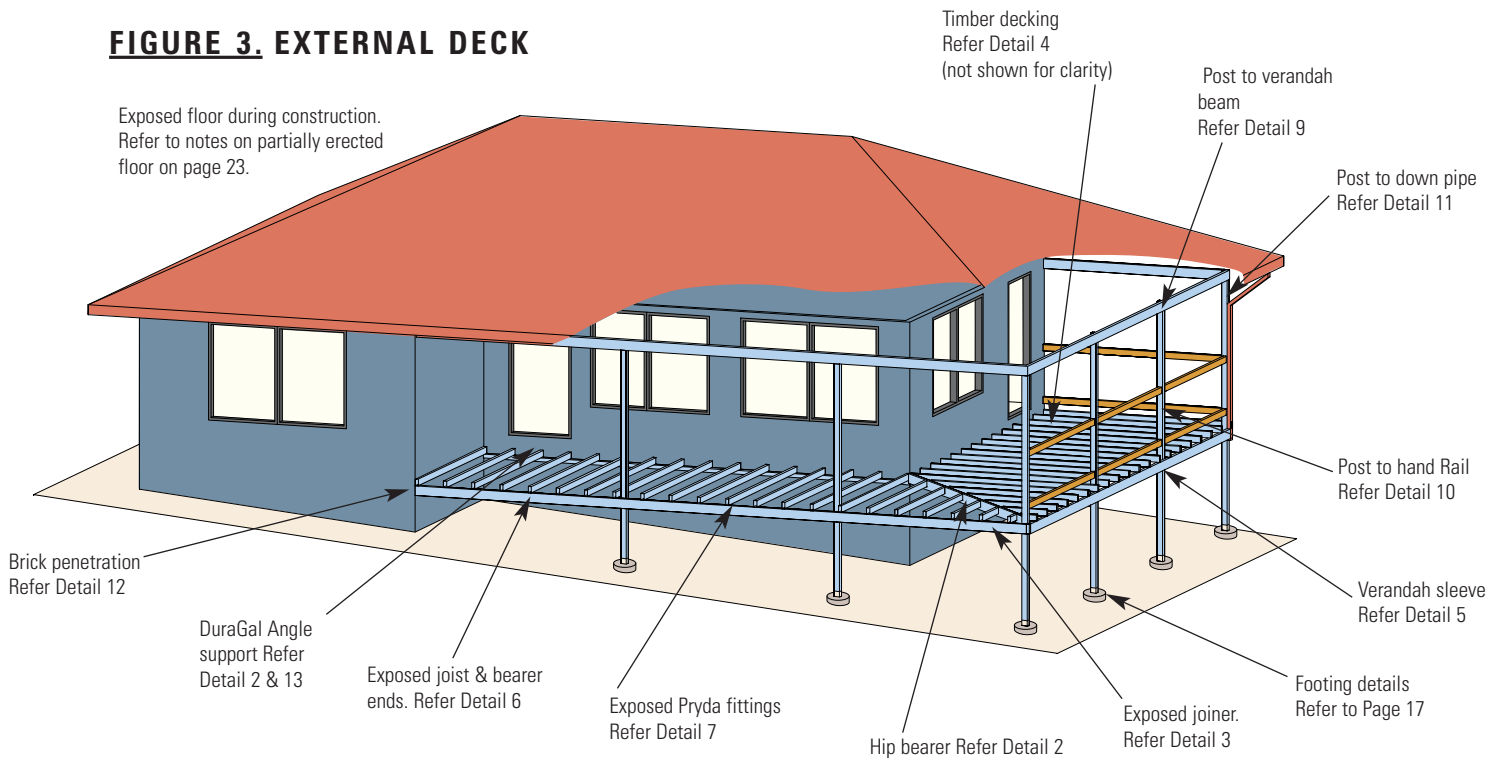 FIGURE 3. EXTERNAL DECK
Exposed floor during construction.
Refer to notes on partially erected
floor on page 23.
Timber decking
Refer Detail 4
(not shown for clarity)
Post to verandah
beam
Refer Detail 9
Post to down pipe
Refer Detail 11
Post to hand Rail
Refer Detail 10
Verandah sleeve
Refer Detail 5
Footing details
Refer to Page 17
Exposed joiner.
Refer Detail 3
Hip bearer Refer Detail 2
Exposed Pryda fittings
Refer Detail 7
Exposed joist & bearer
ends. Refer Detail 6
DuraGal Angle
support Refer
Detail 2 & 13
Brick penetration
Refer Detail 12